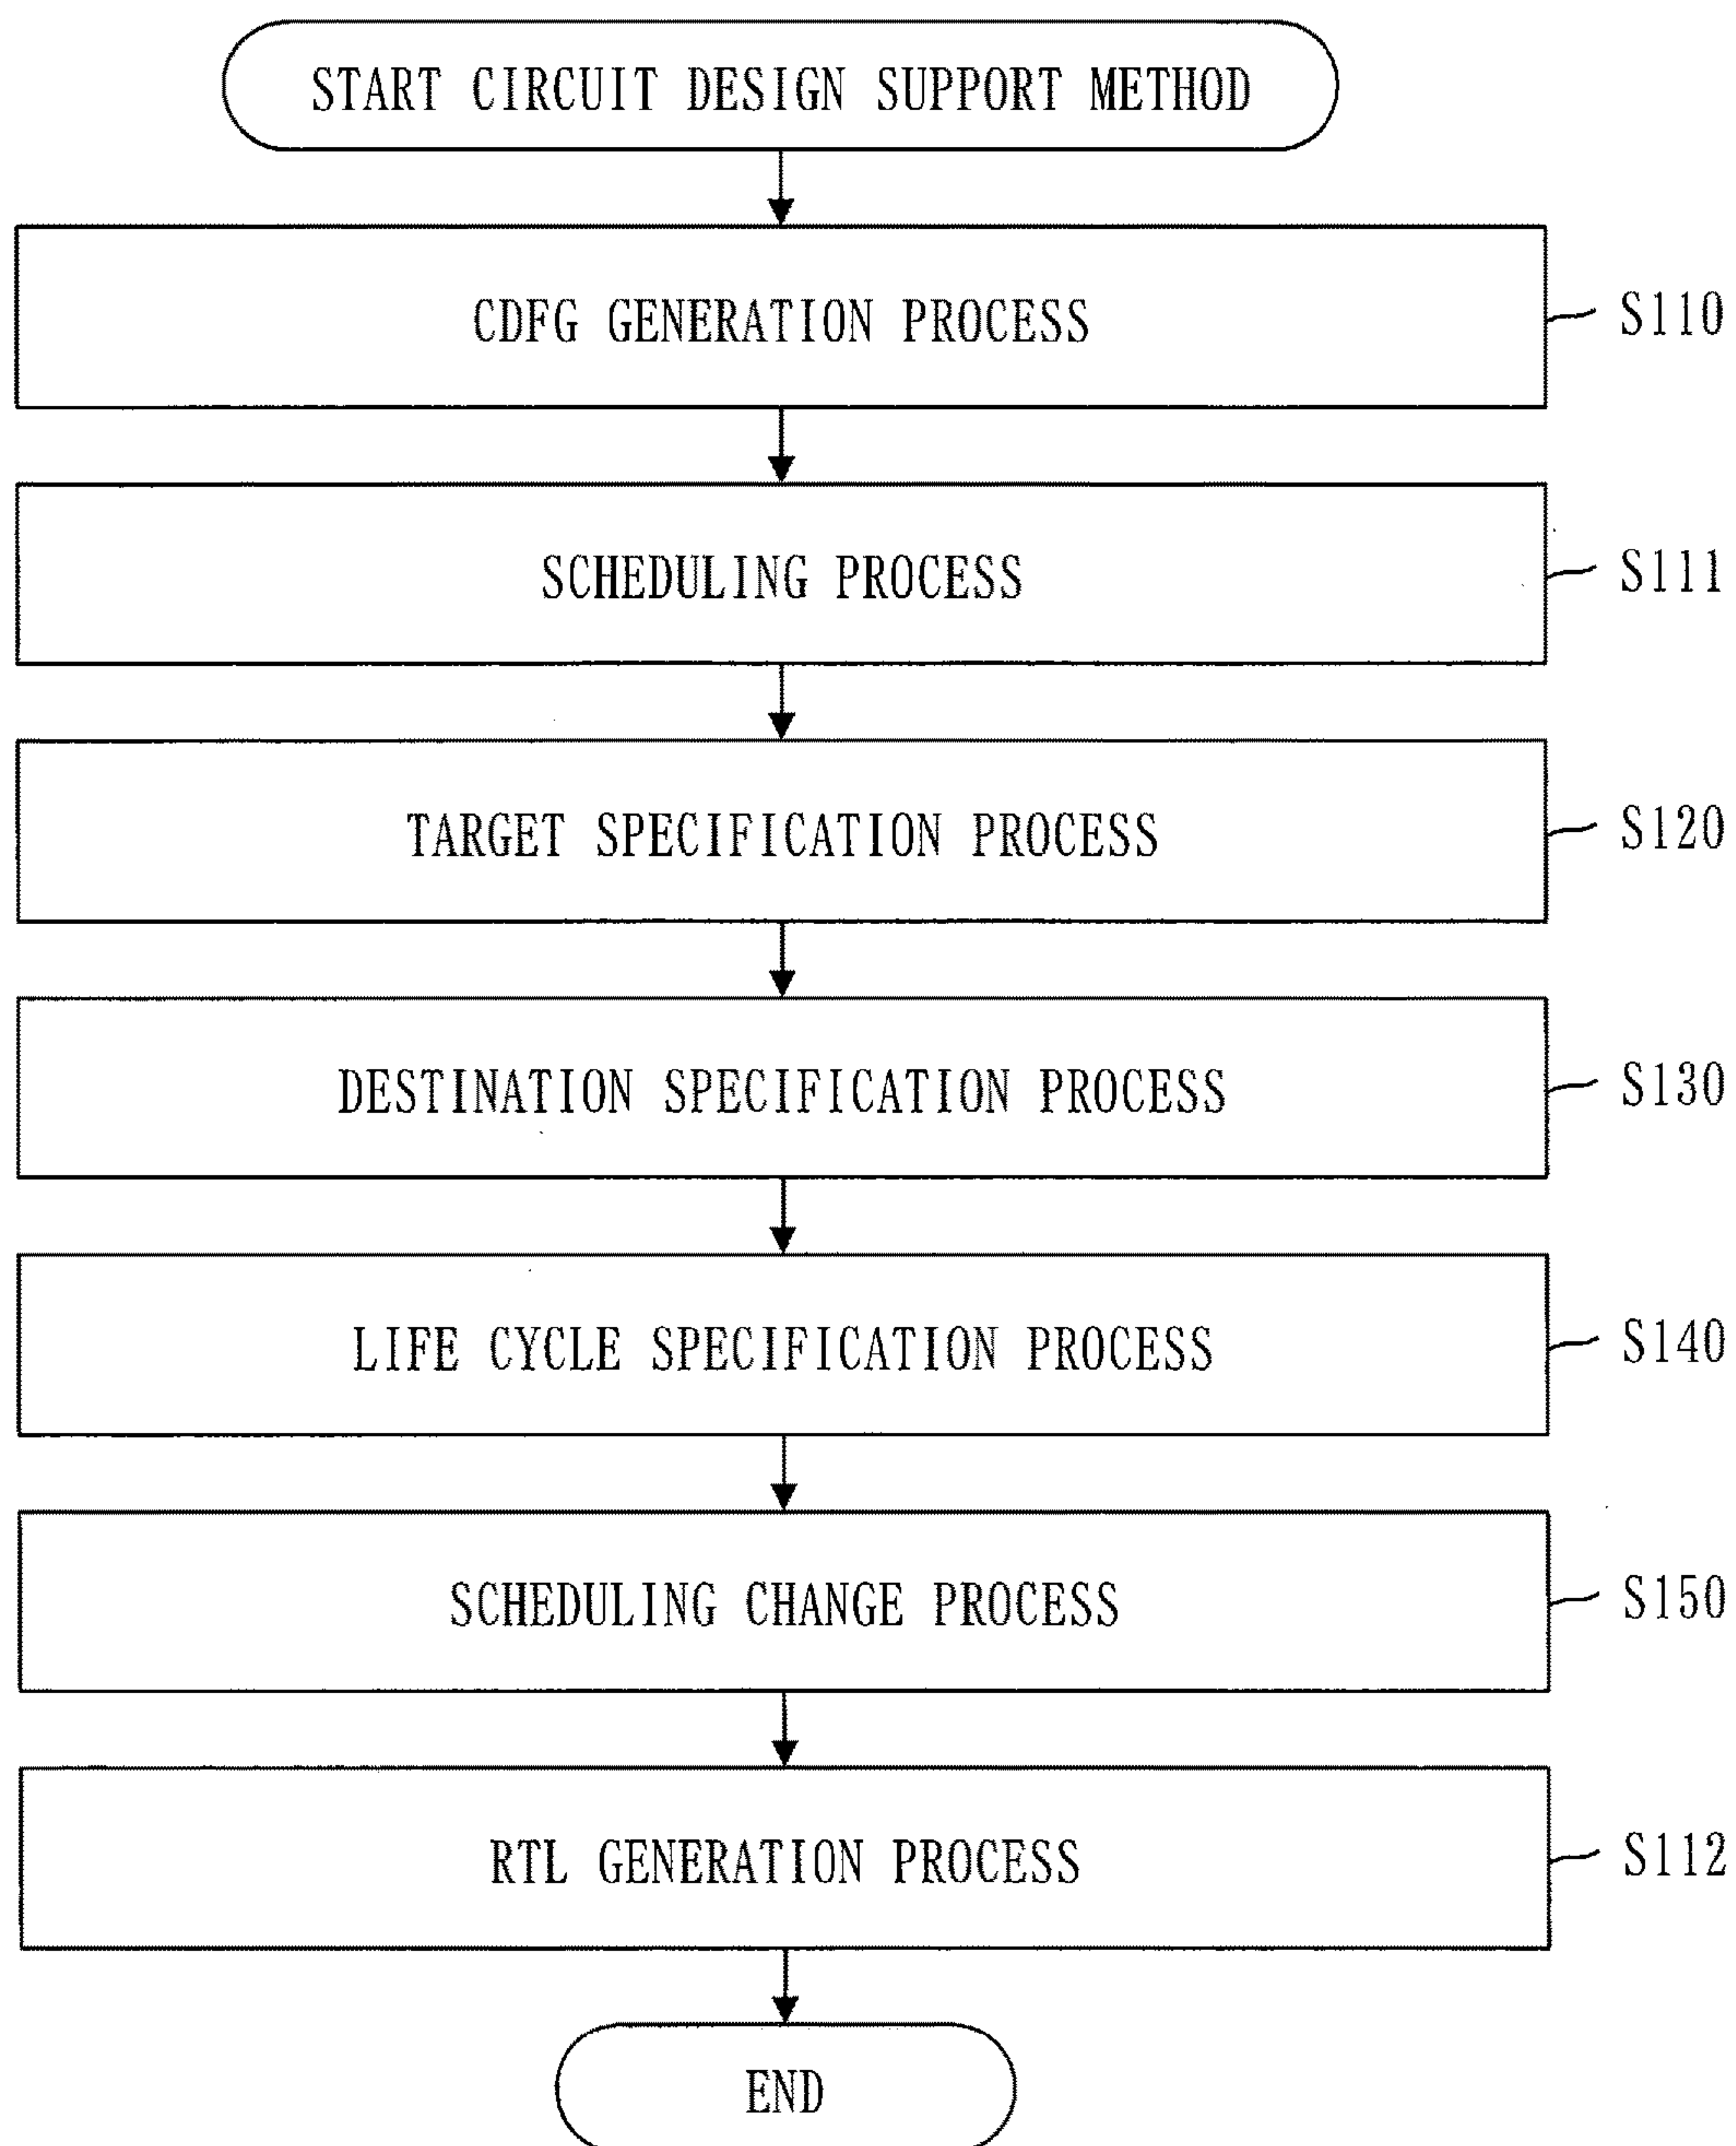 START CIRCUIT DESIGN SUPPORT METHOD
CDFG GENERATION PROCESS
S110
SCHEDULING PROCESS
S111
TARGET SPECIFICATION PROCESS
S120
DESTINATION SPECIFICATION PROCESS
S130
LIFE CYCLE SPECIFICATION PROCESS
S140
SCHEDULING CHANGE PROCESS
S150
RTL GENERATION PROCESS
S112
END